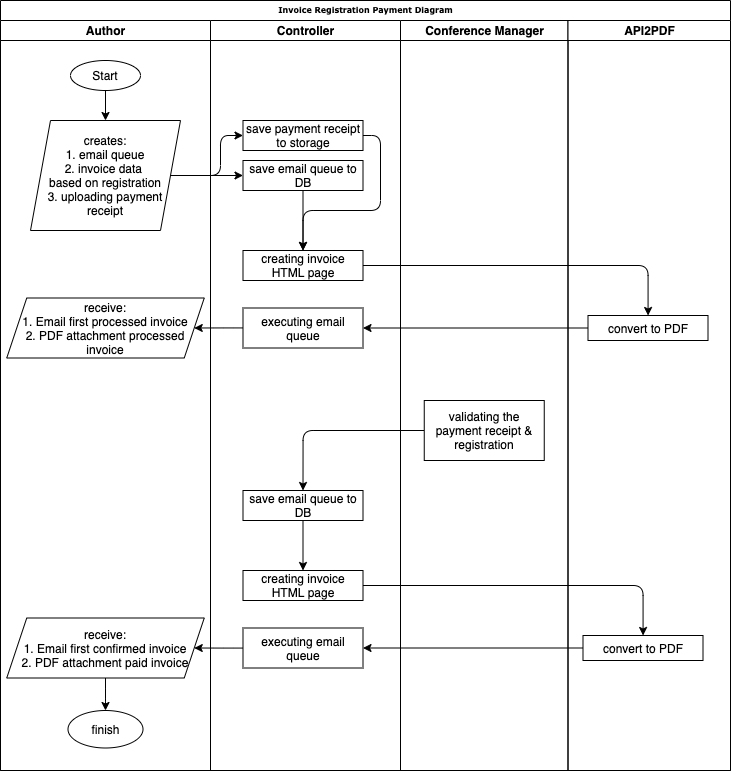 Invoice Registration Payment Diagram
Author
Controller
Conference Manager
API2PDF
Start
creates:
1. email queue
2. invoice data
based on registration
3. uploading payment
receipt
save payment receipt
to storage
save email queue to
DB
creating invoice
HTML page
receive:
1. Email first processed invoice
2. PDF attachment processed
invoice
executing email
queue
convert to PDF
validating the
payment receipt &
registration
save email queue to
DB
creating invoice
HTML page
receive:
1. Email first confirmed invoice
2. PDF attachment paid invoice
executing email
queue
convert to PDF
finish